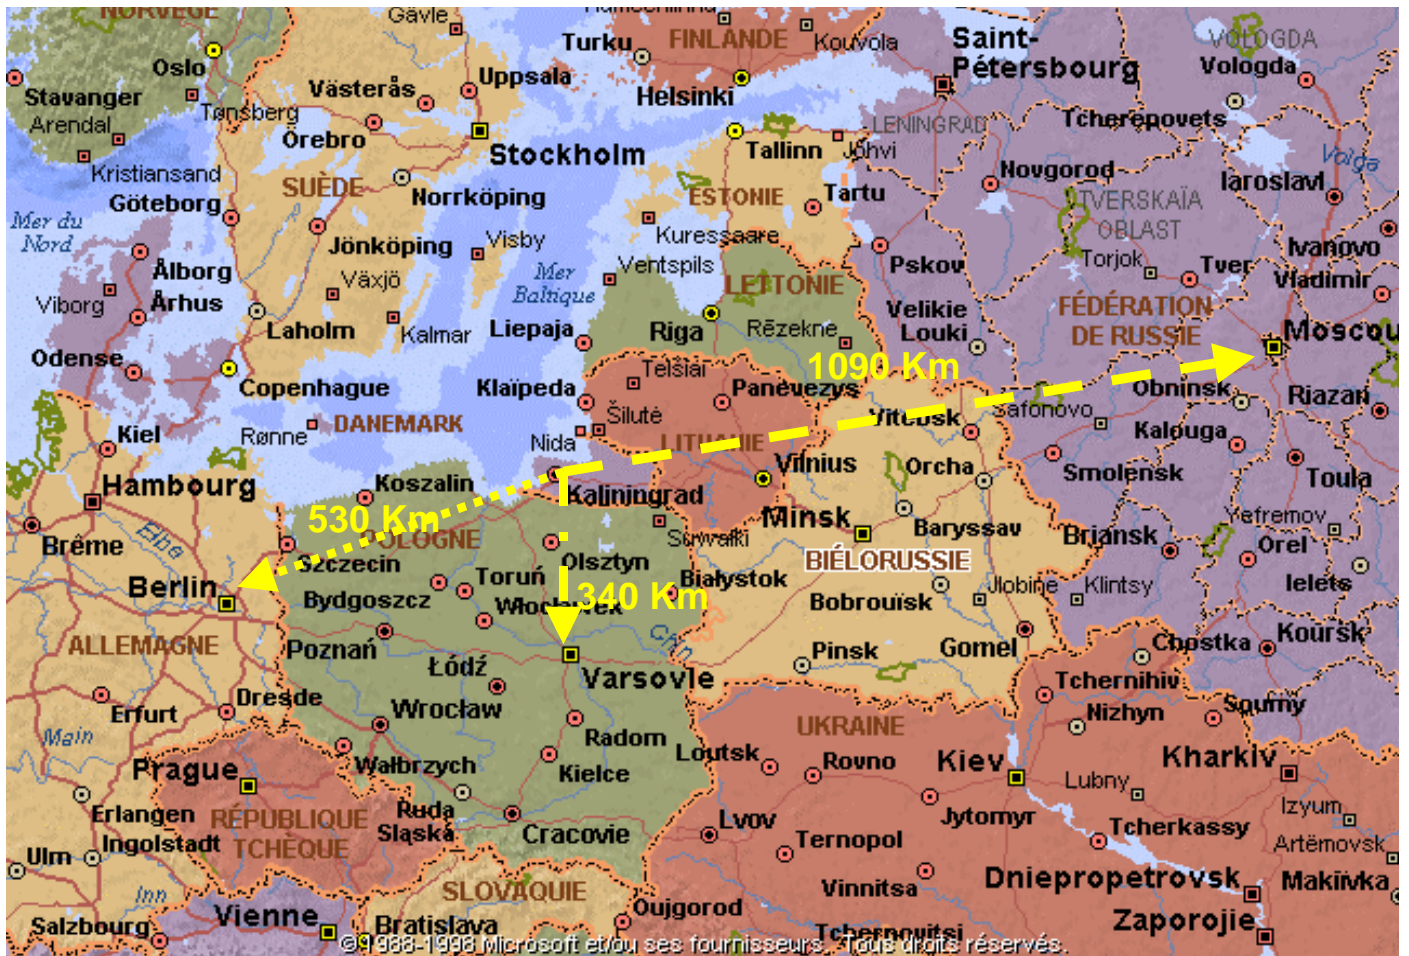 NORVÈGE
Gävle
Hämeenlinna
Turku
FINLANDE
Kouvola
Saint-
Pétersbourg
VOLOGDA
Vologda
Oslo
Stavanger
Arendal
Tønsberg
Västerås
Uppsala
Helsinki
Tcherepovets
Örebro
Stockholm
Tallinn
Jõhvi
LENINGRAD
Volga
Kristiansand
Göteborg
SUÈDE
Norrköping
ESTONIE
Tartu
Novgorod
TVERSKAÏA
OBLAST
Iaroslavl
Mer du
Nord
Jönköping
Visby
Kuressaare
Pskov
Torjok
Tver
Ivanovo
Vladimir
Ålborg
Växjö
Mer
Baltique
Ventspils
LETTONIE
Viborg
Århus
Laholm
Kalmar
Liepaja
Riga
Rēzekne
Velikie
Louki
FÉDÉRATION
DE RUSSIE
Moscou
Odense
Copenhague
Klaïpeda
Telšiai
Panevezys
1090 Km
Obninsk
Riazan
Kiel
Rønne
DANEMARK
Nida
Šilutė
LITUANIE
Vitebsk
Safonovo
Kalouga
Hambourg
Koszalin
Kaliningrad
Vilnius
Orcha
Smolensk
Toula
Brême
Elbe
530 Km
POLOGNE
Suwałki
Minsk
Baryssav
Briansk
Yefremov
Orel
Berlin
Szczecin
Toruń
Olsztyn
Białystok
BIÉLORUSSIE
Jlobine
Klintsy
Ielets
Bydgoszcz
Włocławek
340 Km
Bobrouïsk
ALLEMAGNE
Poznań
Łódź
Varsovie
Pinsk
Gomel
Chostka
Koursk
Erfurt
Dresde
Wrocław
Radom
Loutsk
UKRAINE
Tchernihiv
Nizhyn
Soumy
Main
Prague
Wałbrzych
Kielce
Rovno
Kiev
Lubny
Kharkiv
Erlangen
RÉPUBLIQUE
TCHÈQUE
Ruda
Śląska
Cracovie
Lvov
Jytomyr
Tcherkassy
Izyum
Ulm
Ingolstadt
Ternopol
Artëmovsk
Inn
SLOVAQUIE
Vinnitsa
Dniepropetrovsk
Makiïvka
Salzbourg
Vienne
Bratislava
Oujgorod
Tchernovitsi
Zaporojie
© 1988-1998 Microsoft et/ou ses fournisseurs. Tous droits réservés.